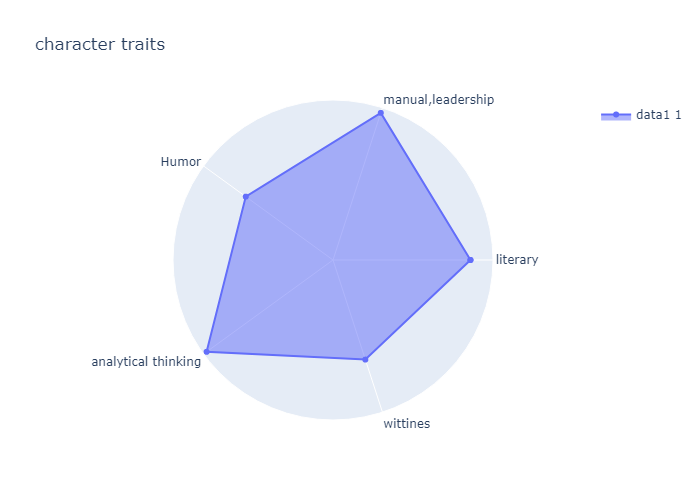 character traits
manual,leadership
data1 1
Humor
literary
analytical thinking
wittines